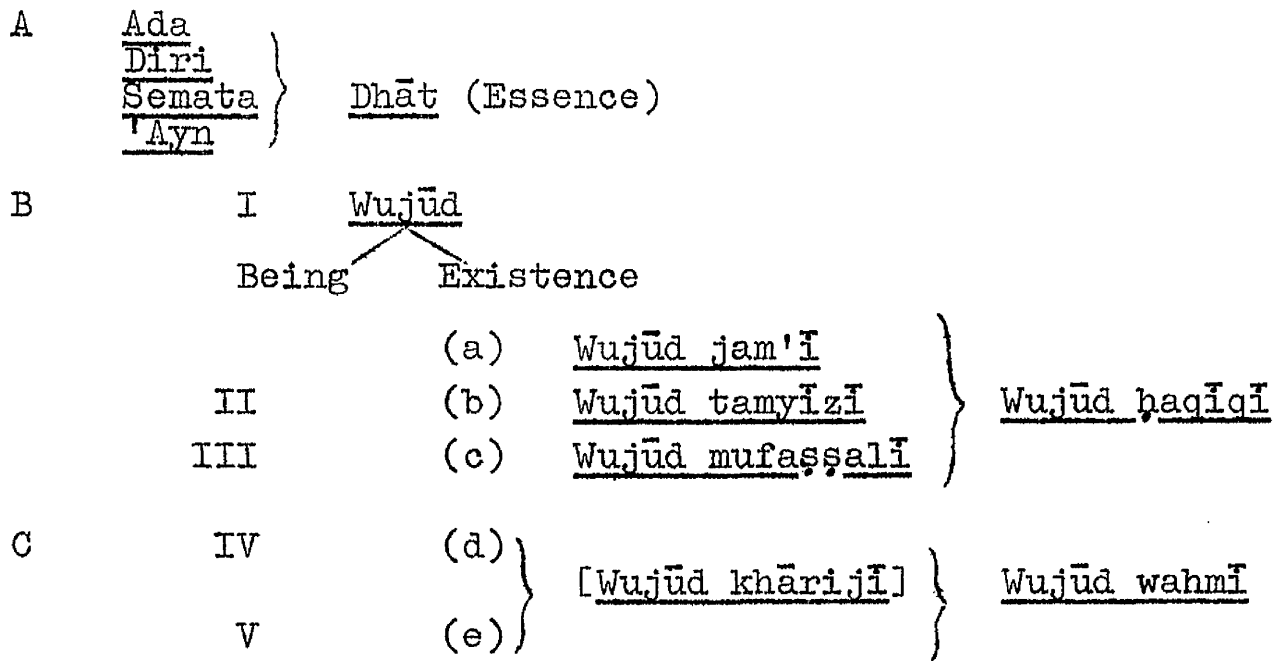 A Ada
Diri
Semata Dhāt (Essence)
'Ayn
B I Wujūd
Being Existence
(a) Wujūd jam'ī
II (b) Wujūd tamyīzī Wujūd ḥaqīqī
III (c) Wujūd mufaṣṣalī
C IV (d)
[Wujūd khārijī] Wujūd wahmī
V (e)